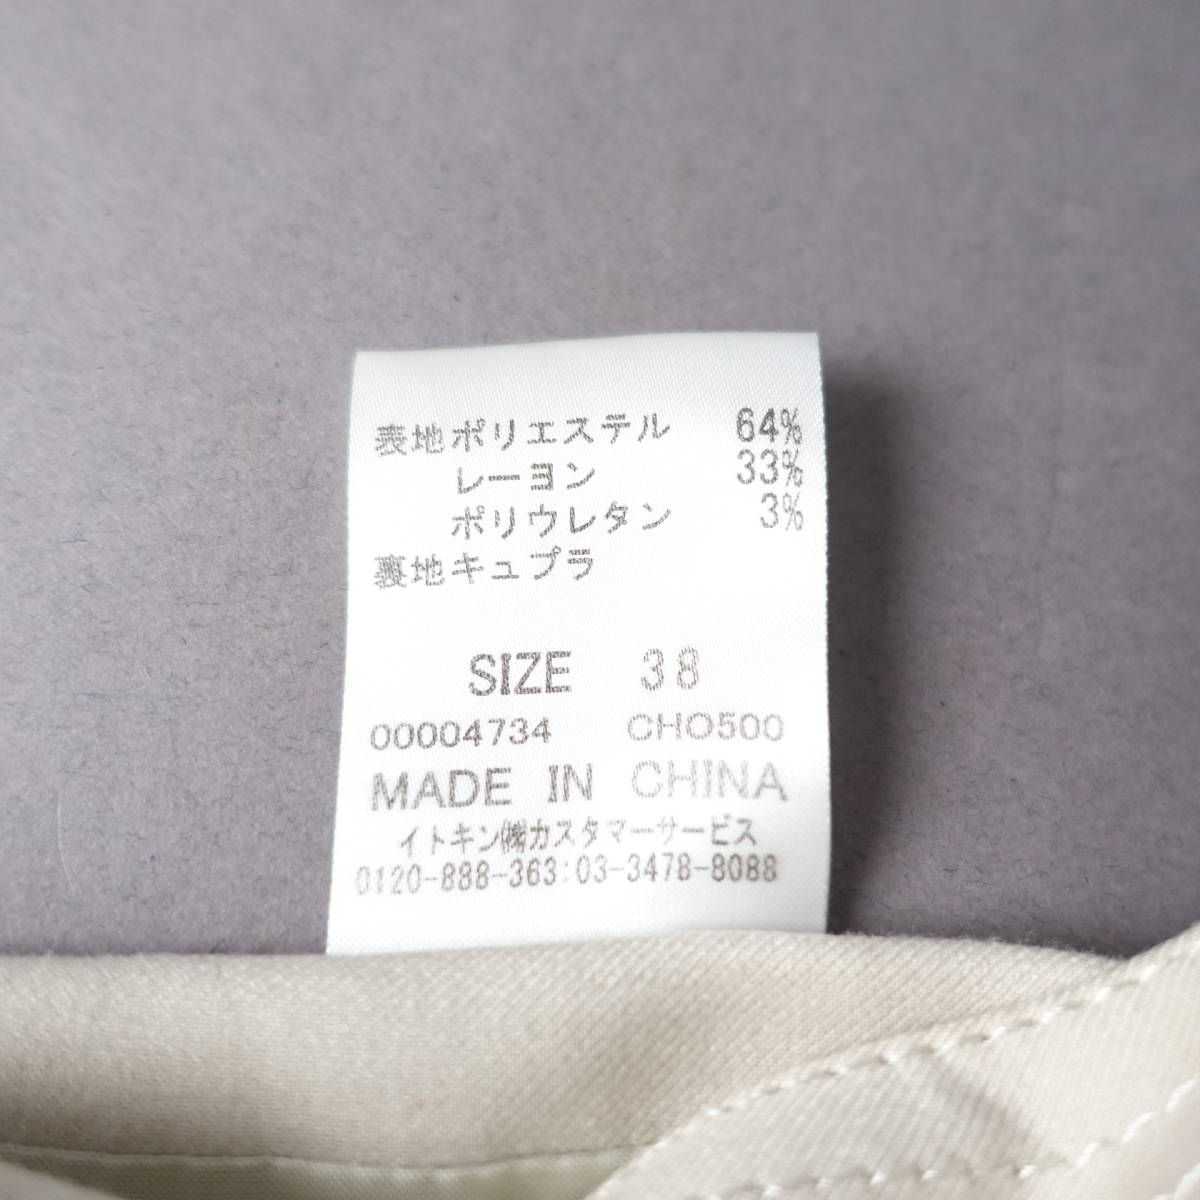 表地ポリエステル 64%
レーヨン 33%
ポリウレタン 3%
裏地キュプラ
SIZE 38
00004734 CHO500
MADE IN CHINA
イトキン㈱カスタマーサービス
0120-888-363:03-3478-8088